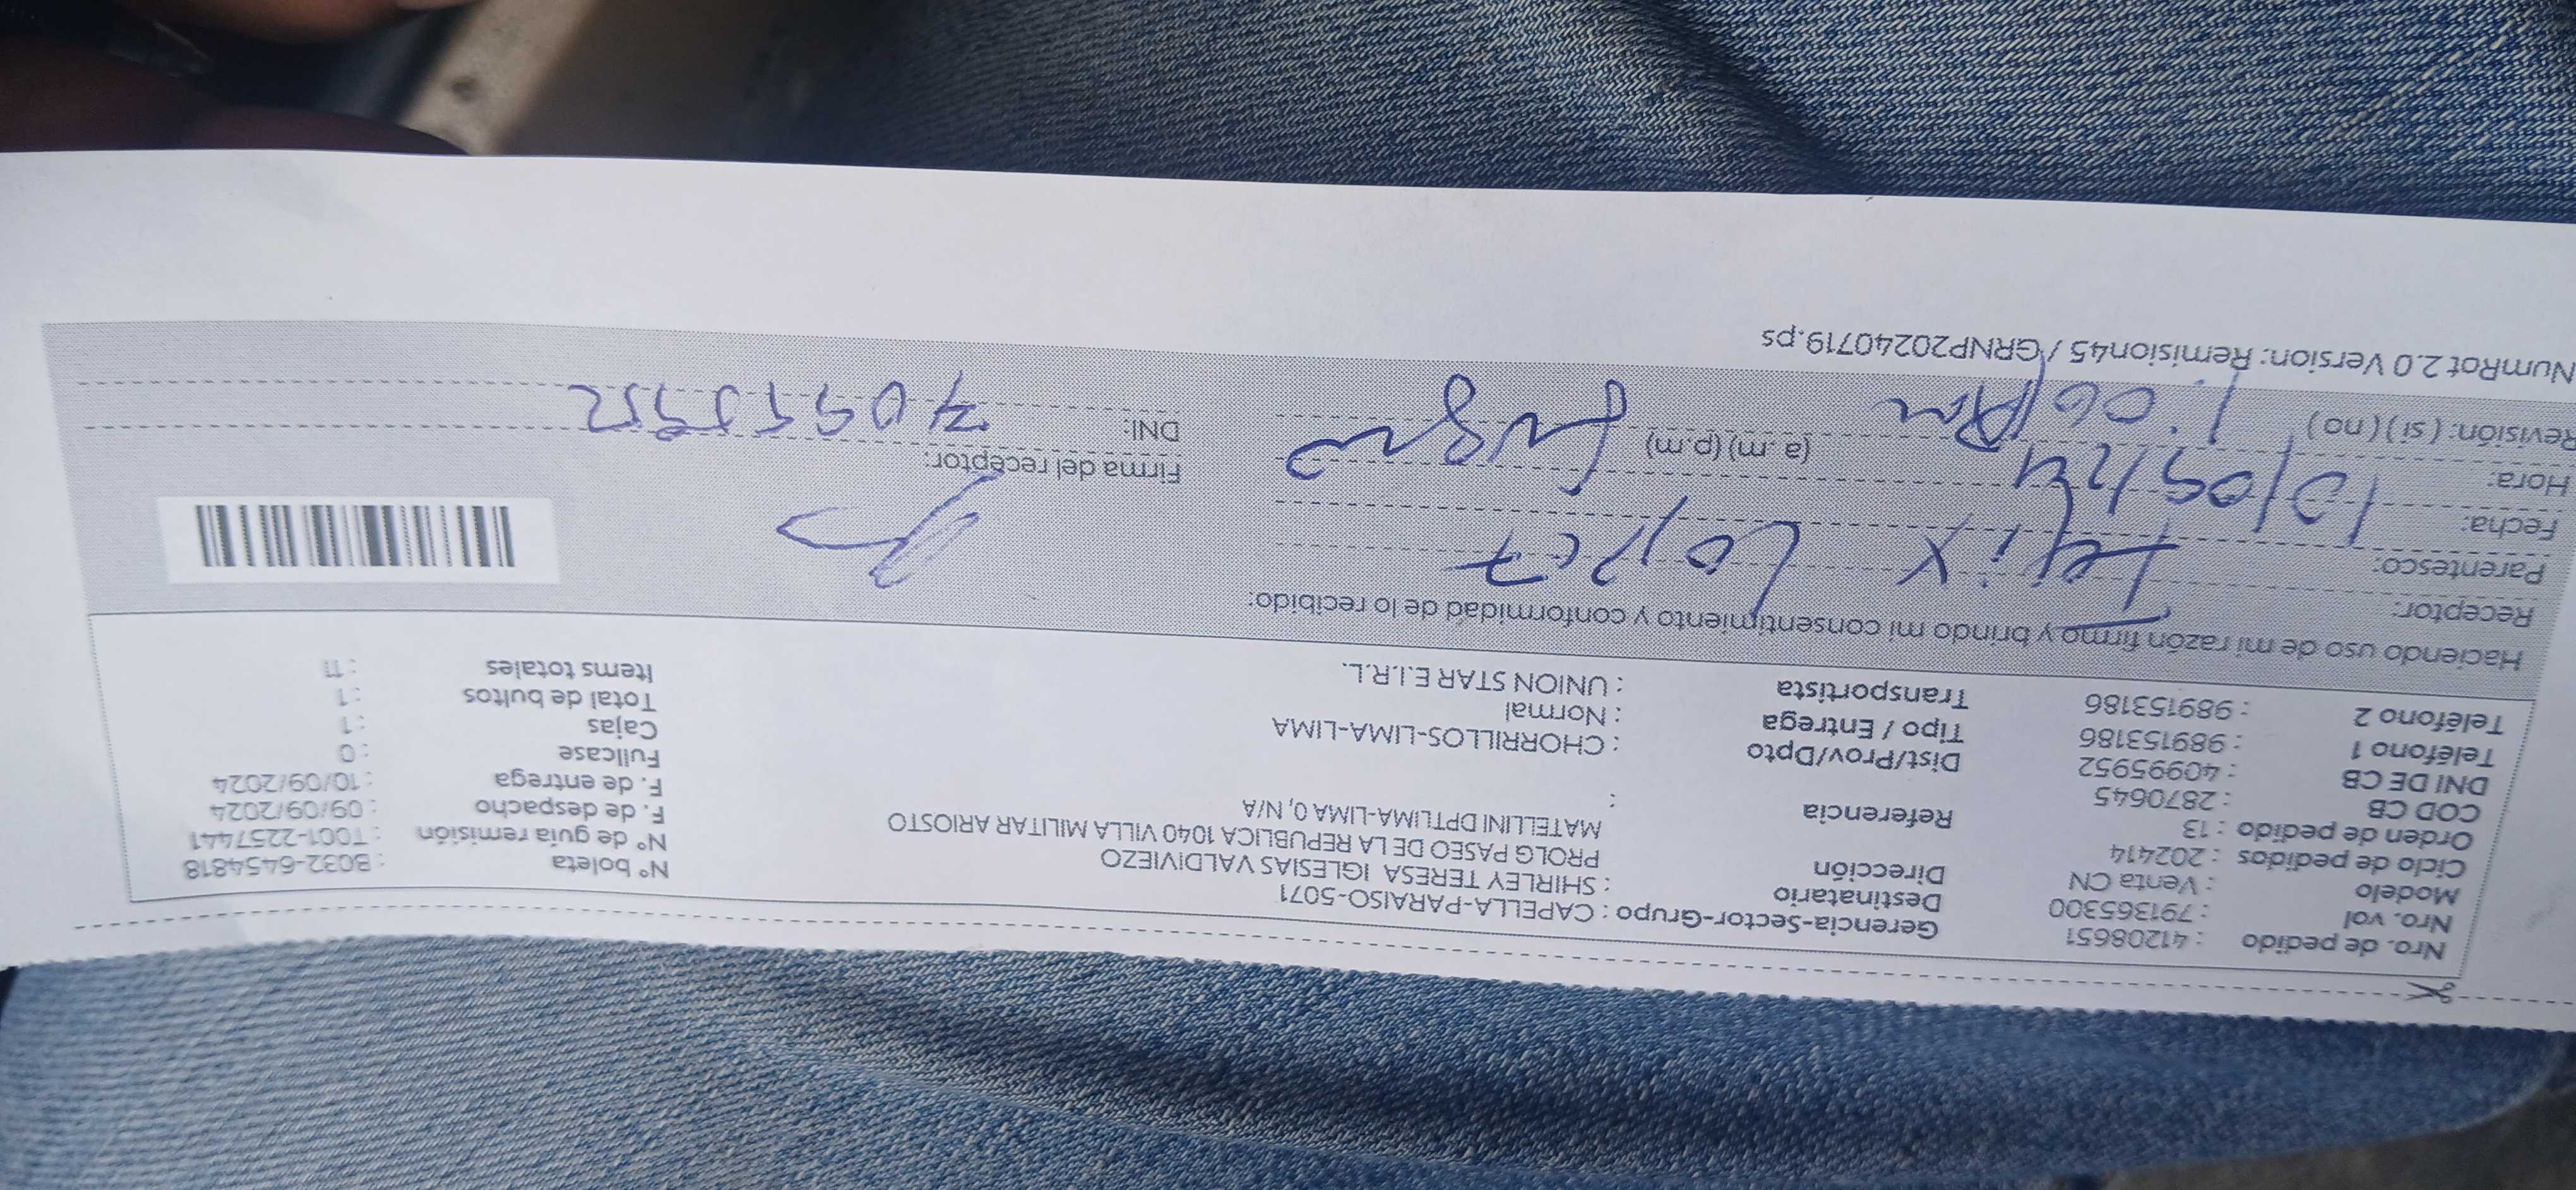 Nro. de pedido : 41208651
Nro. vol : 791365300
Modelo : Venta CN
Ciclo de pedidos : 202414
Orden de pedido : 13
COD CB : 2870645
DNI DE CB : 40995952
Teléfono 1 : 989153186
Teléfono 2 : 989153186
Gerencia-Sector-Grupo : CAPELLA-PARAISO-5071
Destinatario : SHIRLEY TERESA IGLESIAS VALDIVIEZO
Dirección PROLG PASEO DE LA REPUBLICA 1040 VILLA MILITAR ARIOSTO
MATELLINI DPTLIMA-LIMA 0, N/A
Referencia :
Dist/Prov/Dpto : CHORRILLOS-LIMA-LIMA
Tipo / Entrega : Normal
Transportista : UNION STAR E.I.R.L.
N° boleta : B032-6454818
N° de guía remisión : T001-2257441
F. de despacho : 09/09/2024
F. de entrega : 10/09/2024
Fullcase : 0
Cajas : 1
Total de bultos : 1
Items totales : 11
Haciendo uso de mi razón firmo y brindo mi consentimiento y conformidad de lo recibido:
Receptor:
Parentesco: Felix Lopez
Fecha: 10/09/24
Hora: (a .m) (p.m)
Revisión: ( si ) ( no ) 1:06 Pm
Firma del receptor:
DNI:
NumRot 2.0 Version: Remision45 / GRNP20240719.ps